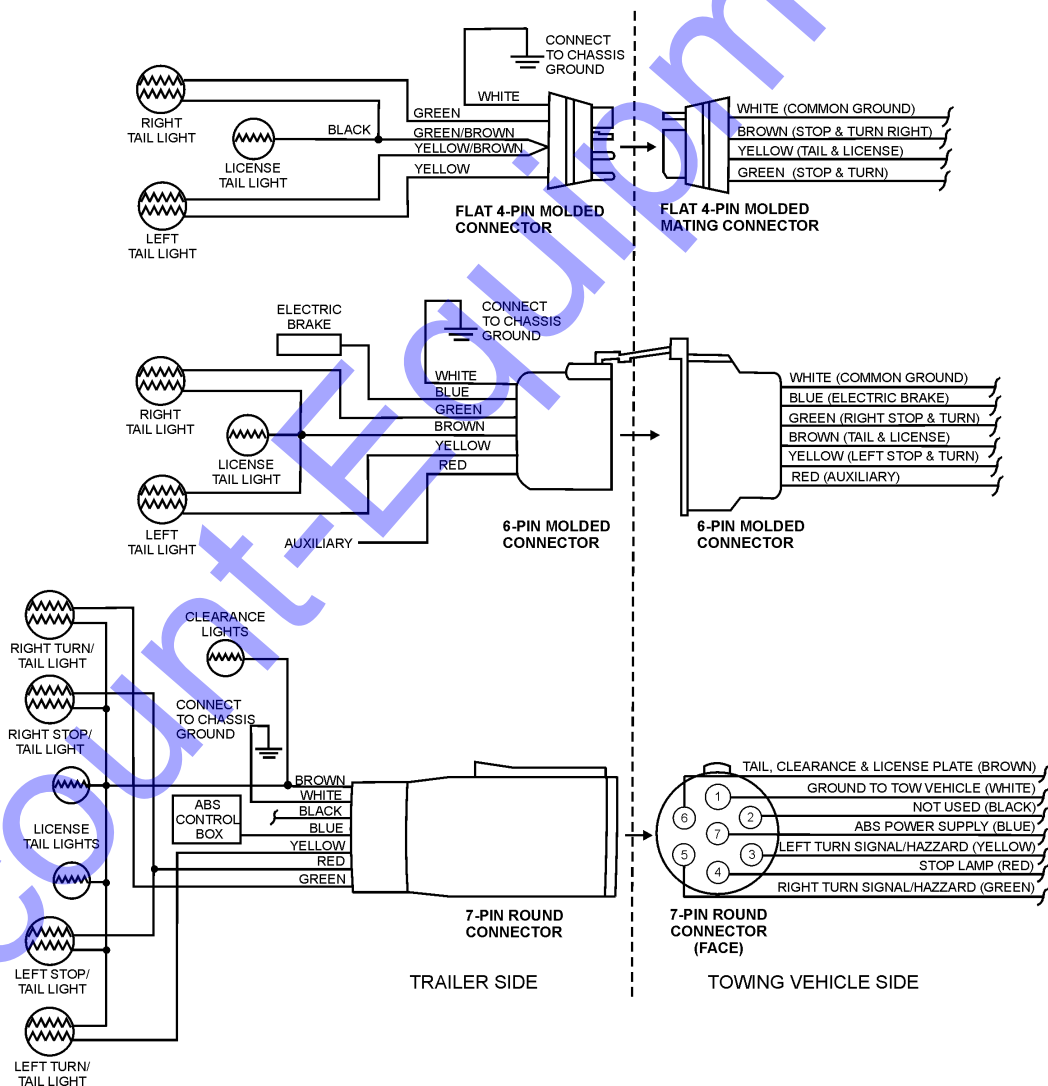 CONNECT
TO CHASSIS
GROUND
WHITE
GREEN
BLACK
GREEN/BROWN
YELLOW/BROWN
YELLOW
RIGHT
TAIL LIGHT
LICENSE
TAIL LIGHT
LEFT
TAIL LIGHT
FLAT 4-PIN MOLDED
CONNECTOR
WHITE (COMMON GROUND)
BROWN (STOP & TURN RIGHT)
YELLOW (TAIL & LICENSE)
GREEN (STOP & TURN)
FLAT 4-PIN MOLDED
MATING CONNECTOR
ELECTRIC
BRAKE
CONNECT
TO CHASSIS
GROUND
WHITE
BLUE
GREEN
BROWN
YELLOW
RED
RIGHT
TAIL LIGHT
LICENSE
TAIL LIGHT
LEFT
TAIL LIGHT
AUXILIARY
6-PIN MOLDED
CONNECTOR
WHITE (COMMON GROUND)
BLUE (ELECTRIC BRAKE)
GREEN (RIGHT STOP & TURN)
BROWN (TAIL & LICENSE)
YELLOW (LEFT STOP & TURN)
RED (AUXILIARY)
6-PIN MOLDED
CONNECTOR
RIGHT TURN/
TAIL LIGHT
CLEARANCE
LIGHTS
RIGHT STOP/
TAIL LIGHT
CONNECT
TO CHASSIS
GROUND
LICENSE
TAIL LIGHTS
ABS
CONTROL
BOX
BROWN
WHITE
BLACK
BLUE
YELLOW
RED
GREEN
LEFT STOP/
TAIL LIGHT
LEFT TURN/
TAIL LIGHT
7-PIN ROUND
CONNECTOR
TRAILER SIDE
TAIL, CLEARANCE & LICENSE PLATE (BROWN)
GROUND TO TOW VEHICLE (WHITE)
NOT USED (BLACK)
ABS POWER SUPPLY (BLUE)
LEFT TURN SIGNAL/HAZZARD (YELLOW)
STOP LAMP (RED)
RIGHT TURN SIGNAL/HAZZARD (GREEN)
1
6
2
7
5
3
4
7-PIN ROUND
CONNECTOR
(FACE)
TOWING VEHICLE SIDE
count-Equipm